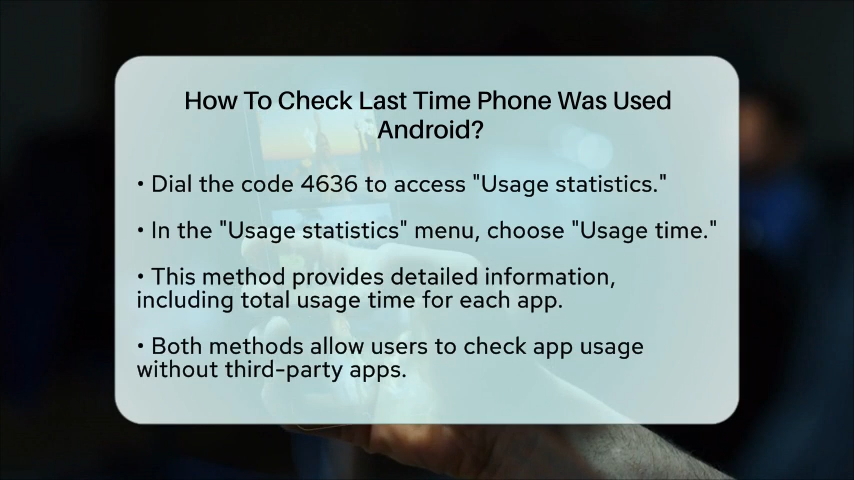 How To Check Last Time Phone Was Used
Android?
• Dial the code 4636 to access "Usage statistics."
• In the "Usage statistics" menu, choose "Usage time."
• This method provides detailed information,
including total usage time for each app.
• Both methods allow users to check app usage
without third-party apps.